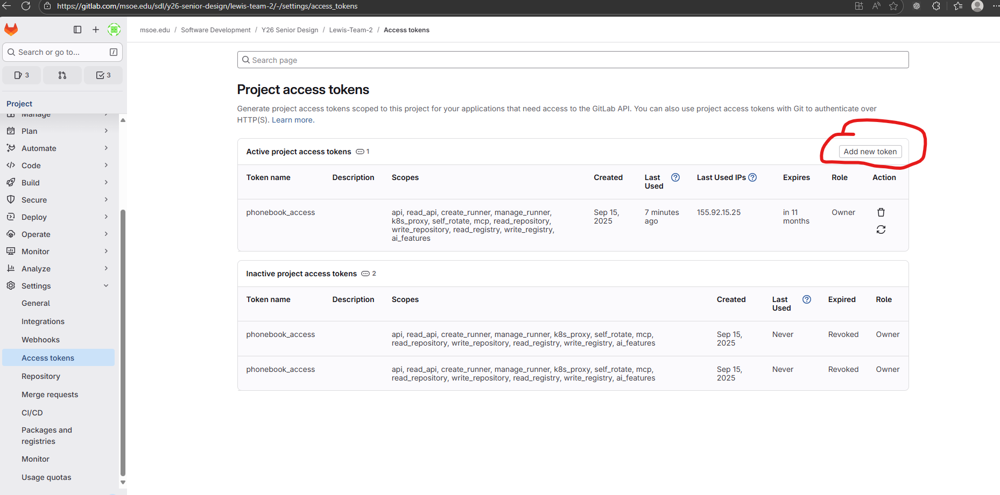 https://gitlab.com/msoe.edu/sdl/y26-senior-design/lewis-team-2/-/settings/access_tokens
msoe.edu / Software Development / Y26 Senior Design / Lewis-Team-2 / Access tokens
Search or go to... /
3
3
Project
Manage
Plan
Automate
Code
Build
Secure
Deploy
Operate
Monitor
Analyze
Settings
General
Integrations
Webhooks
Access tokens
Repository
Merge requests
CI/CD
Packages and
registries
Monitor
Usage quotas
Search page
Project access tokens
Generate project access tokens scoped to this project for your applications that need access to the GitLab API. You can also use project access tokens with Git to authenticate over
HTTP(S). Learn more.
Active project access tokens 1
Add new token
Token name Description Scopes Created Last Used ? Last Used IPs ? Expires Role Action
phonebook_access
api, read_api, create_runner, manage_runner,
k8s_proxy, self_rotate, mcp, read_repository,
write_repository, read_registry, write_registry,
ai_features
Sep 15,
2025
7 minutes
ago
155.92.15.25
in 11
months
Owner
Inactive project access tokens 2
Token name Description Scopes Created Last Used ? Expired Role
phonebook_access
api, read_api, create_runner, manage_runner, k8s_proxy, self_rotate, mcp,
read_repository, write_repository, read_registry, write_registry, ai_features
Sep 15,
2025
Never
Revoked
Owner
phonebook_access
api, read_api, create_runner, manage_runner, k8s_proxy, self_rotate, mcp,
read_repository, write_repository, read_registry, write_registry, ai_features
Sep 15,
2025
Never
Revoked
Owner